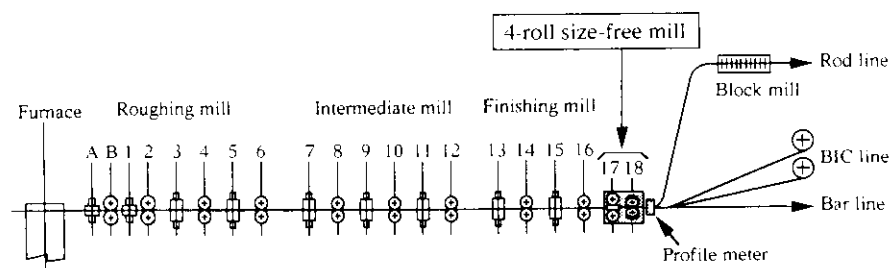 4-roll size-free mill
Rod line
Block mill
Furnace
Roughing mill
Intermediate mill
Finishing mill
A B 1 2 3 4 5 6 7 8 9 10 11 12 13 14 15 16 17 18
BIC line
Bar line
Profile meter